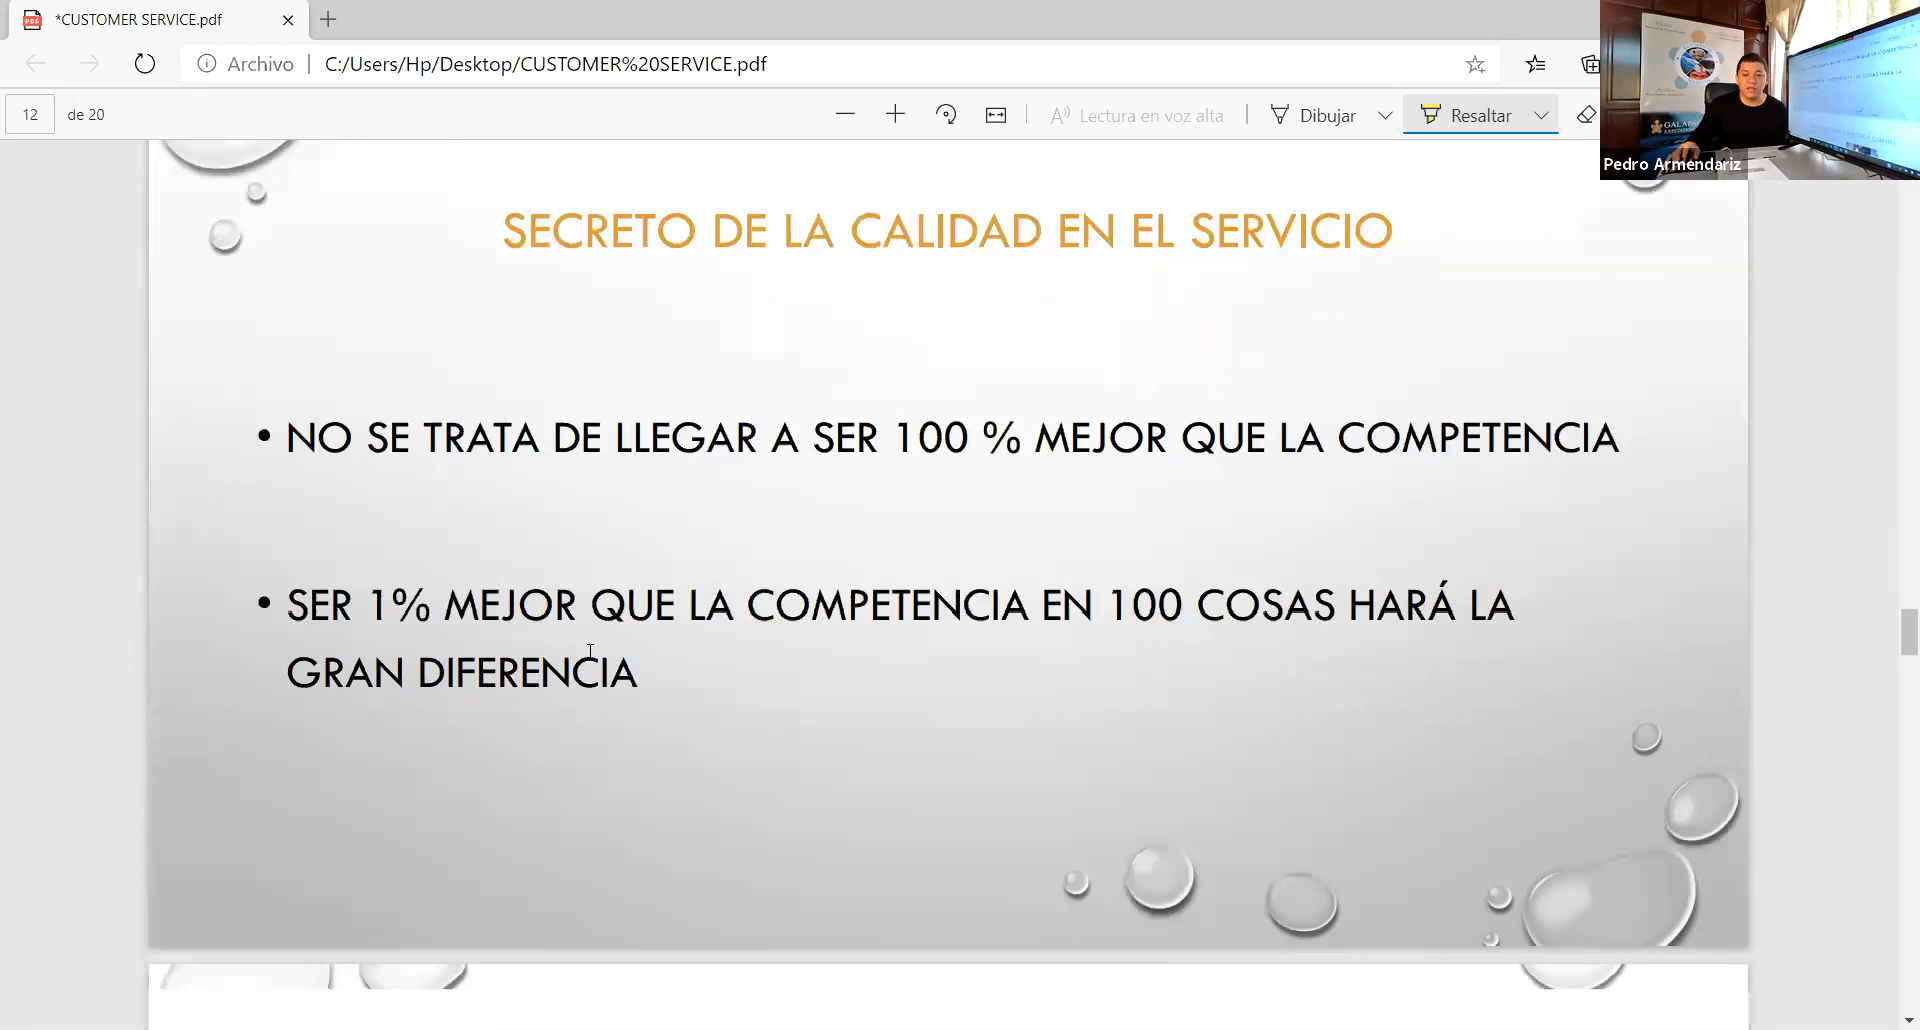 *CUSTOMER SERVICE.pdf
Archivo | C:/Users/Hp/Desktop/CUSTOMER%20SERVICE.pdf
12 de 20
Lectura en voz alta
Dibujar
Resaltar
Pedro Armendariz
SECRETO DE LA CALIDAD EN EL SERVICIO
• NO SE TRATA DE LLEGAR A SER 100 % MEJOR QUE LA COMPETENCIA
• SER 1% MEJOR QUE LA COMPETENCIA EN 100 COSAS HARÁ LA
GRAN DIFERENCIA